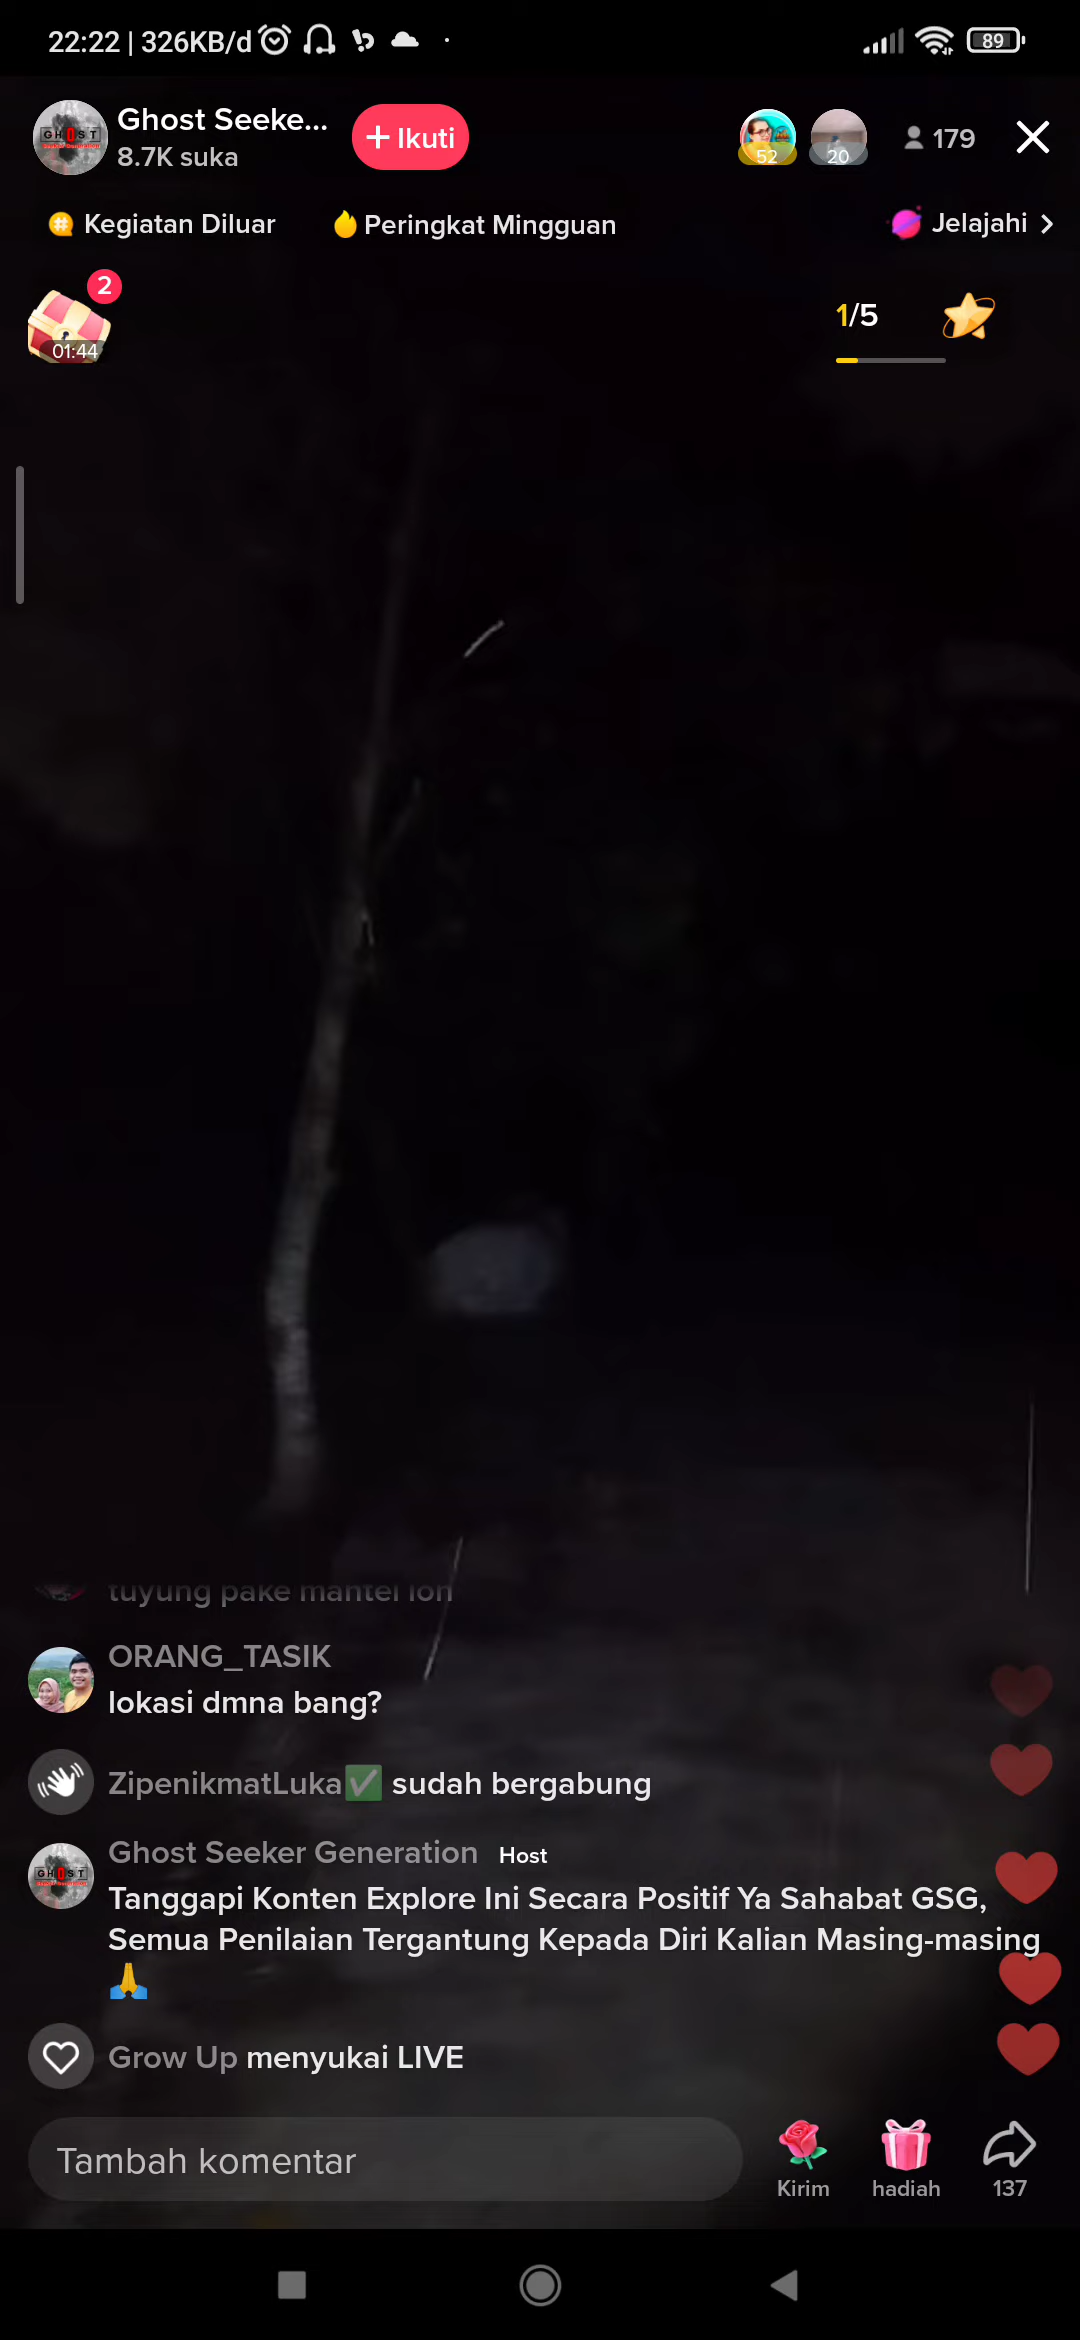 22:22 | 326KB/d
89
Ghost Seeke...
8.7K suka
+ Ikuti
52
20
179
Kegiatan Diluar
Peringkat Mingguan
Jelajahi
2
01:44
1/5
tuyung pake mantel loh
ORANG_TASIK
lokasi dmna bang?
ZipenikmatLuka✅ sudah bergabung
Ghost Seeker Generation Host
GHOST
Tanggapi Konten Explore Ini Secara Positif Ya Sahabat GSG,
Semua Penilaian Tergantung Kepada Diri Kalian Masing-masing
🙏
Grow Up menyukai LIVE
Tambah komentar
Kirim
hadiah
137